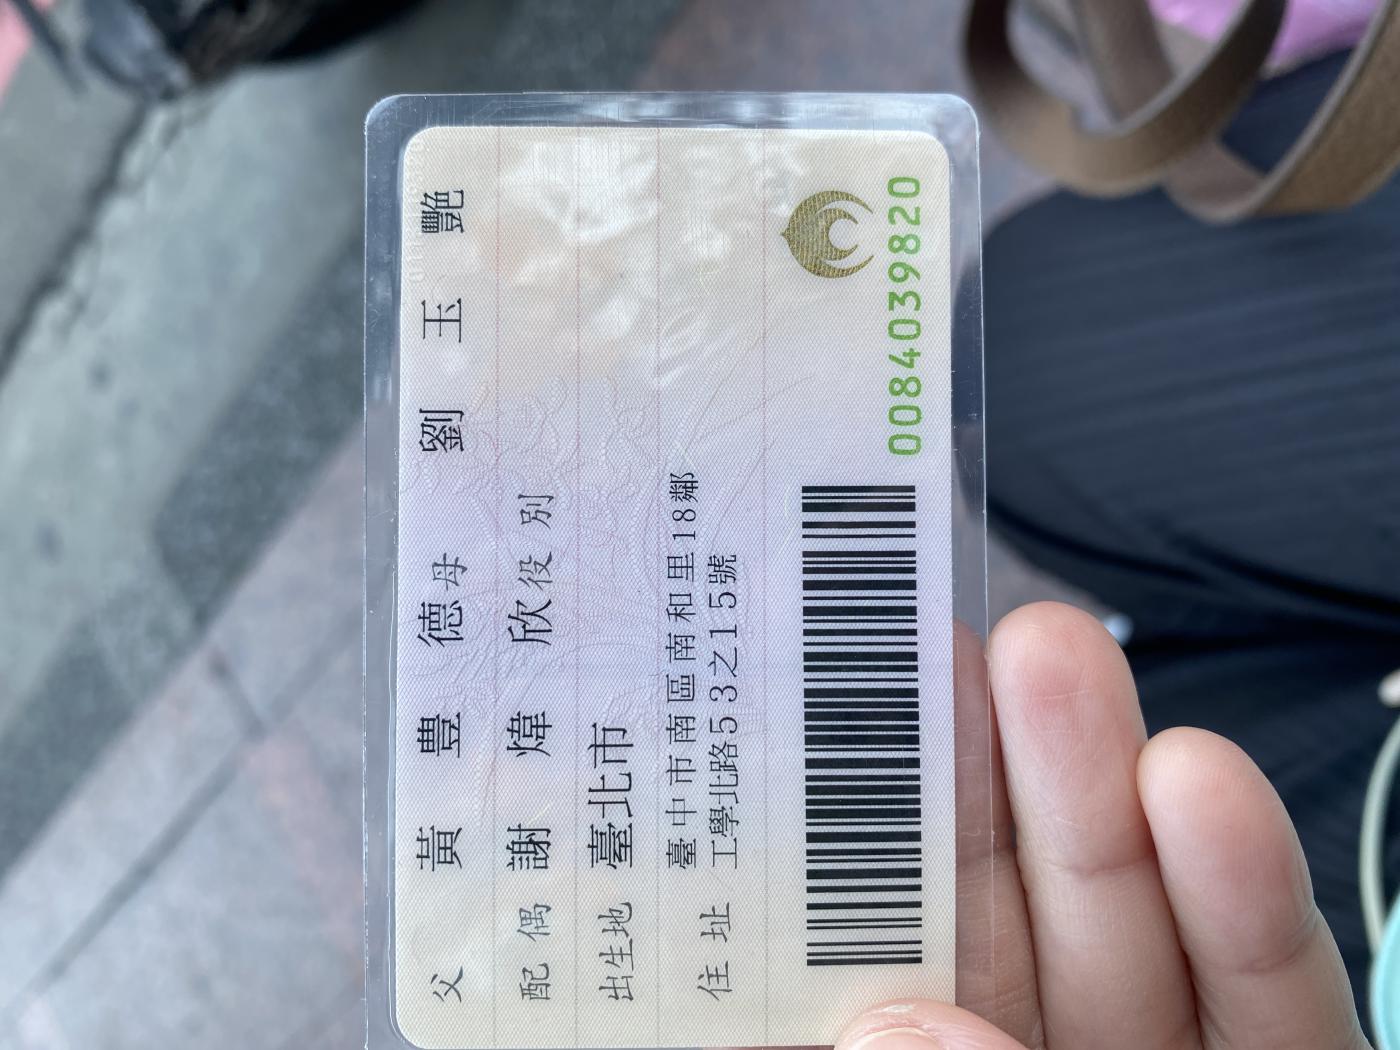 父 黃豊德 母 劉玉艷
配偶 謝煒欣 役別
出生地 臺北市
住址 臺中市南區南和里18鄰
工學北路53之15號
0084039820